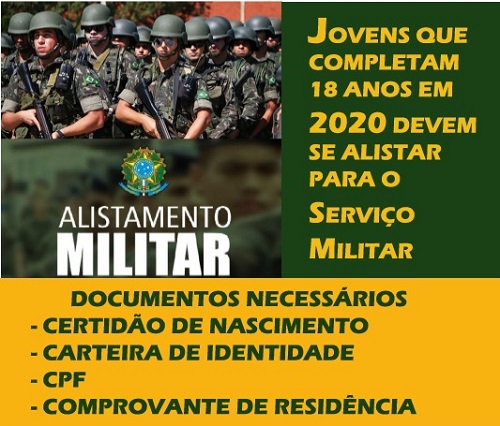 JOVENS QUE
COMPLETAM
18 ANOS EM
2020 DEVEM
SE ALISTAR
PARA O
SERVIÇO
MILITAR
ALISTAMENTO
MILITAR
DOCUMENTOS NECESSÁRIOS
- CERTIDÃO DE NASCIMENTO
- CARTEIRA DE IDENTIDADE
- CPF
- COMPROVANTE DE RESIDÊNCIA